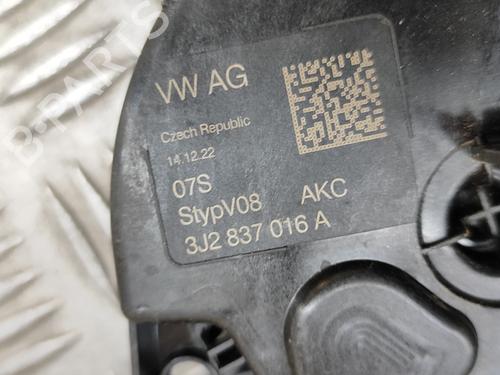 VW AG
Czech Republic
14.12.22
07S
StypV08 AKC
3J2 837 016 A
B-PARTS